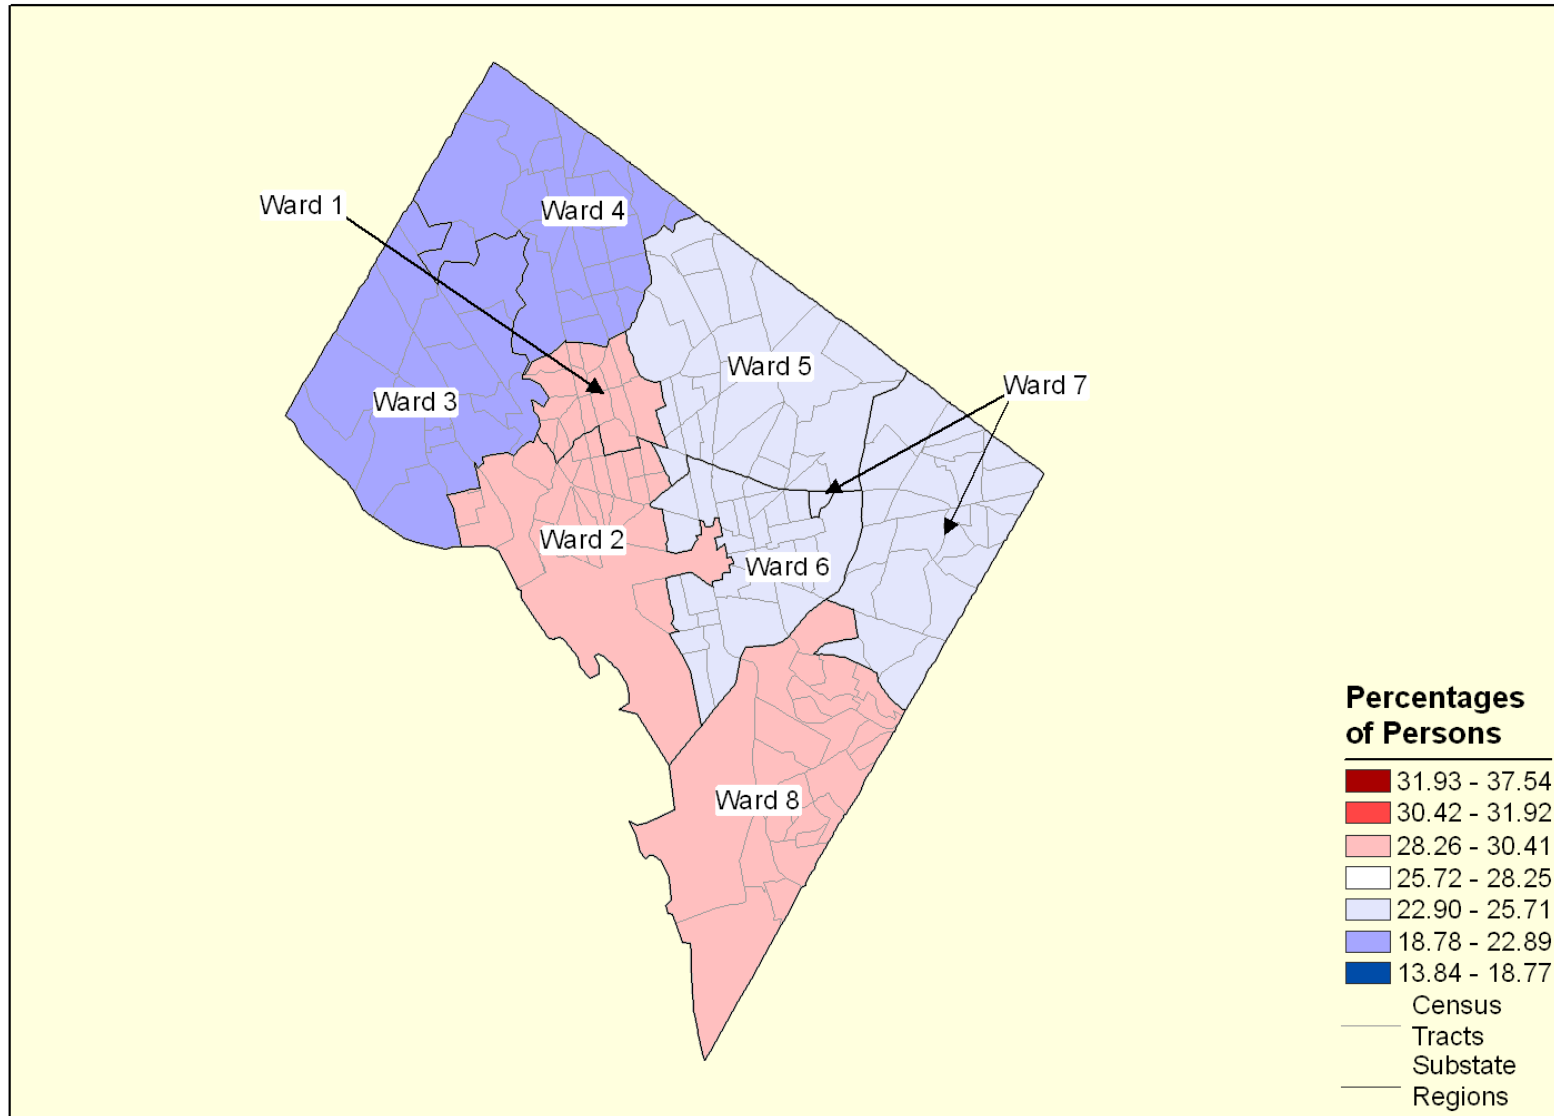 Ward 1
Ward 4
Ward 5
Ward 7
Ward 3
Ward 2
Ward 6
Ward 8
Percentages
of Persons
31.93 - 37.54
30.42 - 31.92
28.26 - 30.41
25.72 - 28.25
22.90 - 25.71
18.78 - 22.89
13.84 - 18.77
Census
Tracts
Substate
Regions